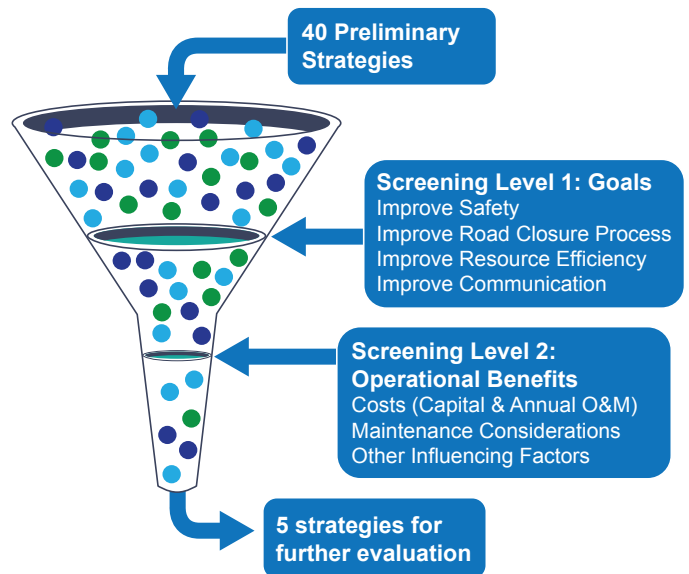 40 Preliminary
Strategies
Screening Level 1: Goals
Improve Safety
Improve Road Closure Process
Improve Resource Efficiency
Improve Communication
Screening Level 2:
Operational Benefits
Costs (Capital & Annual O&M)
Maintenance Considerations
Other Influencing Factors
5 strategies for
further evaluation